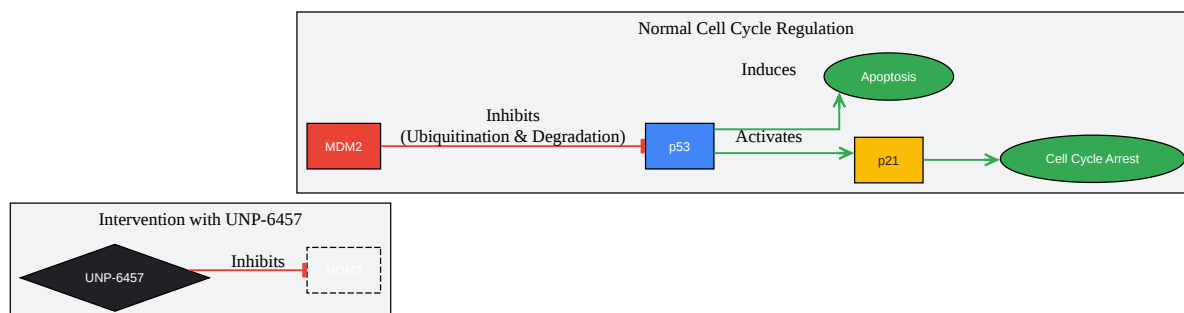 Normal Cell Cycle Regulation
Induces
Apoptosis
Inhibits
(Ubiquitination & Degradation)
MDM2
p53
Activates
p21
Cell Cycle Arrest
Intervention with UNP-6457
UNP-6457
Inhibits
MDM2